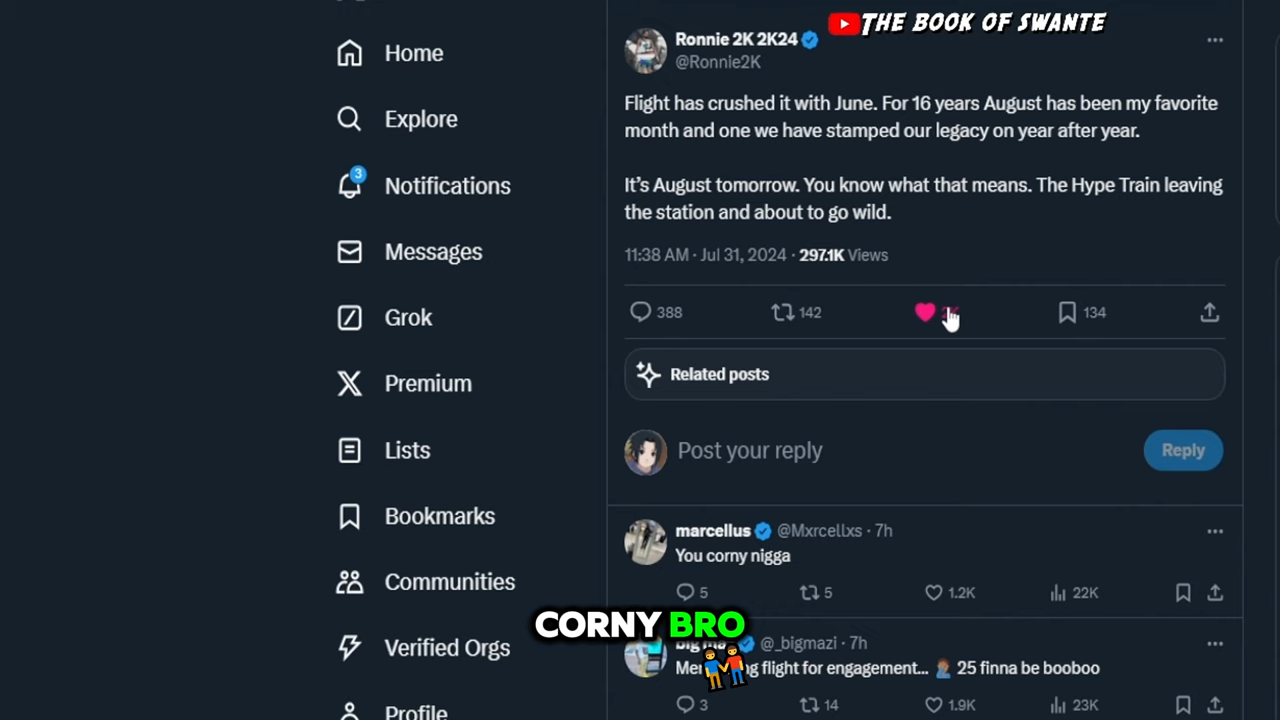 THE BOOK OF SWANTE
Home
Explore
3
Notifications
Messages
Grok
Premium
Lists
Bookmarks
Communities
Verified Orgs
Profile
Ronnie 2K 2K24
@Ronnie2K
Flight has crushed it with June. For 16 years August has been my favorite
month and one we have stamped our legacy on year after year.
It’s August tomorrow. You know what that means. The Hype Train leaving
the station and about to go wild.
11:38 AM · Jul 31, 2024 · 297.1K Views
388 142 134
Related posts
Post your reply
Reply
marcellus @Mxrcellxs · 7h
You corny nigga
5 5 1.2K 22K
CORNY BRO
@_bigmazi · 7h
flight for engagement... 25 finna be booboo
3 14 1.9K 23K